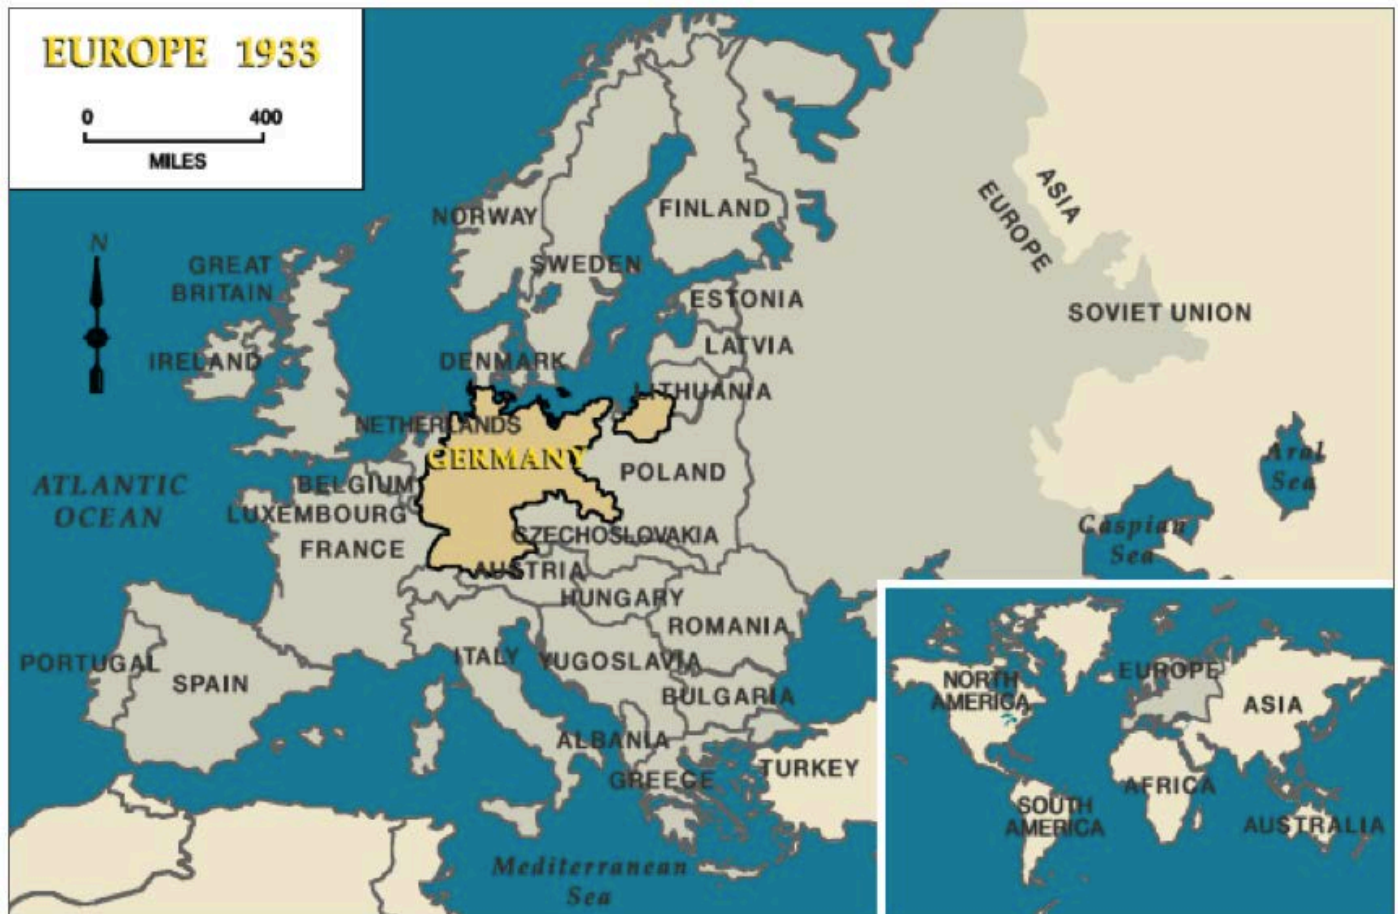 EUROPE 1933
0 400
MILES
N
NORWAY
FINLAND
SWEDEN
ASIA
EUROPE
GREAT
BRITAIN
ESTONIA
SOVIET UNION
LATVIA
IRELAND
DENMARK
LITHUANIA
NETHERLANDS
GERMANY
POLAND
Aral
Sea
ATLANTIC
OCEAN
BELGIUM
LUXEMBOURG
CZECHOSLOVAKIA
Caspian
Sea
FRANCE
AUSTRIA
HUNGARY
ROMANIA
PORTUGAL
SPAIN
ITALY
YUGOSLAVIA
BULGARIA
ALBANIA
GREECE
TURKEY
Mediterranean
Sea
NORTH
AMERICA
EUROPE
ASIA
AFRICA
SOUTH
AMERICA
AUSTRALIA